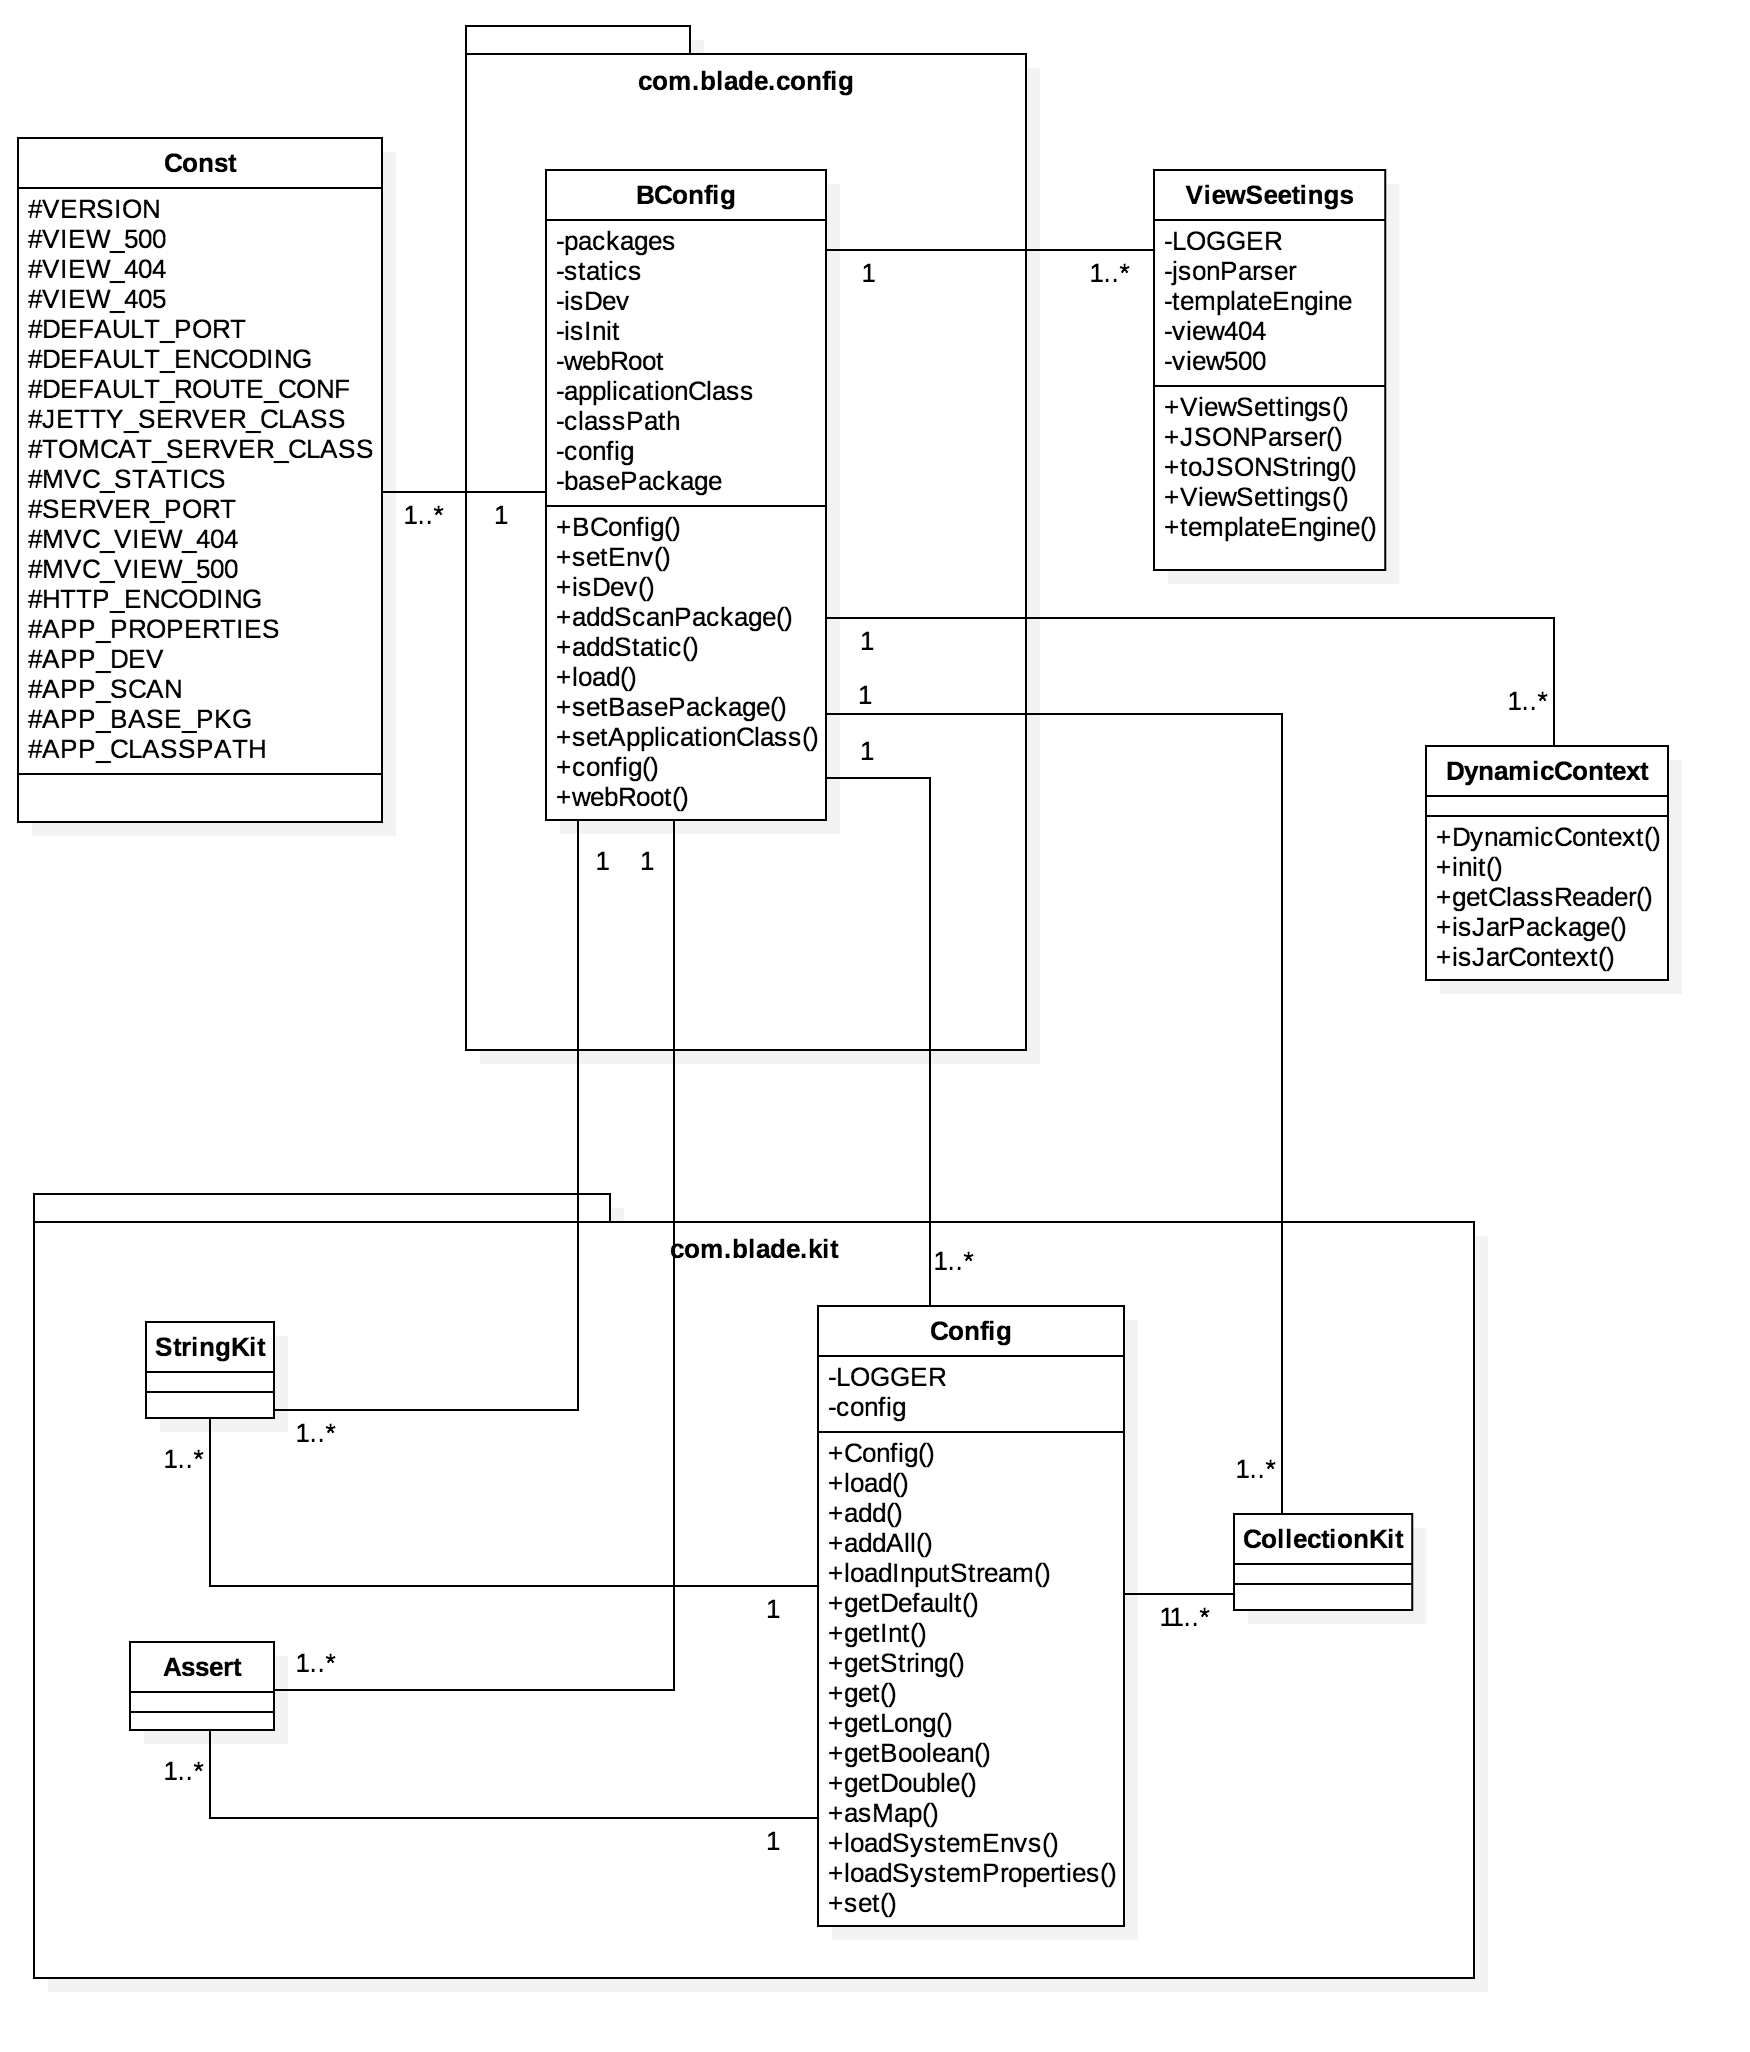 com.blade.config
Const
#VERSION
#VIEW_500
#VIEW_404
#VIEW_405
#DEFAULT_PORT
#DEFAULT_ENCODING
#DEFAULT_ROUTE_CONF
#JETTY_SERVER_CLASS
#TOMCAT_SERVER_CLASS
#MVC_STATICS
#SERVER_PORT
#MVC_VIEW_404
#MVC_VIEW_500
#HTTP_ENCODING
#APP_PROPERTIES
#APP_DEV
#APP_SCAN
#APP_BASE_PKG
#APP_CLASSPATH
1..*
1
BConfig
-packages
-statics
-isDev
-isInit
-webRoot
-applicationClass
-classPath
-config
-basePackage
+BConfig()
+setEnv()
+isDev()
+addScanPackage()
+addStatic()
+load()
+setBasePackage()
+setApplicationClass()
+config()
+webRoot()
1
1..*
ViewSeetings
-LOGGER
-jsonParser
-templateEngine
-view404
-view500
+ViewSettings()
+JSONParser()
+toJSONString()
+ViewSettings()
+templateEngine()
1
1
1
1..*
DynamicContext
+DynamicContext()
+init()
+getClassReader()
+isJarPackage()
+isJarContext()
1
1
com.blade.kit
1..*
StringKit
1..*
1..*
1
Assert
1..*
1..*
1
Config
-LOGGER
-config
+Config()
+load()
+add()
+addAll()
+loadInputStream()
+getDefault()
+getInt()
+getString()
+get()
+getLong()
+getBoolean()
+getDouble()
+asMap()
+loadSystemEnvs()
+loadSystemProperties()
+set()
1..*
CollectionKit
1
1..*